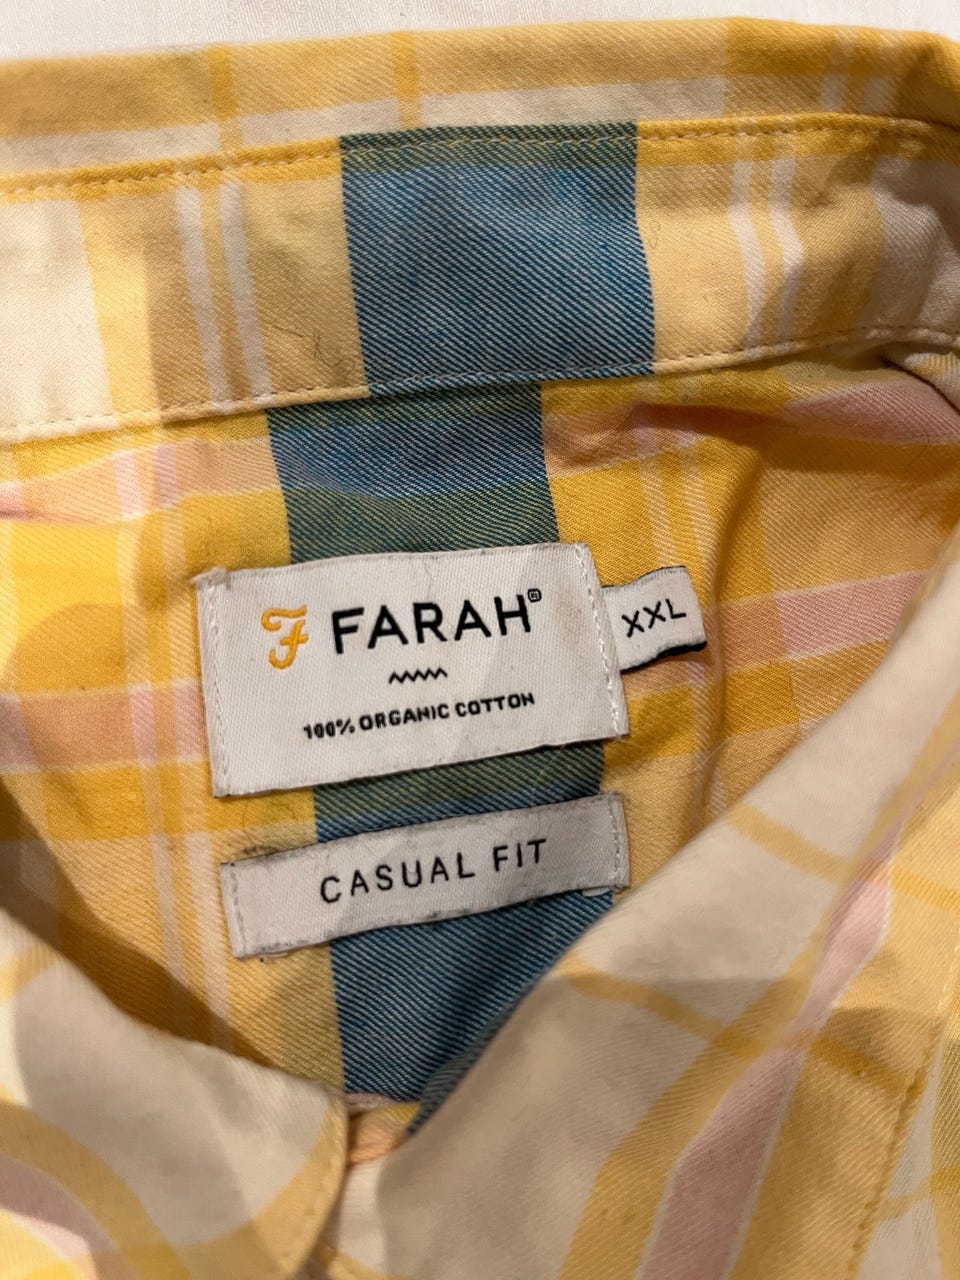 F FARAH®
XXL
100% ORGANIC COTTON
CASUAL FIT